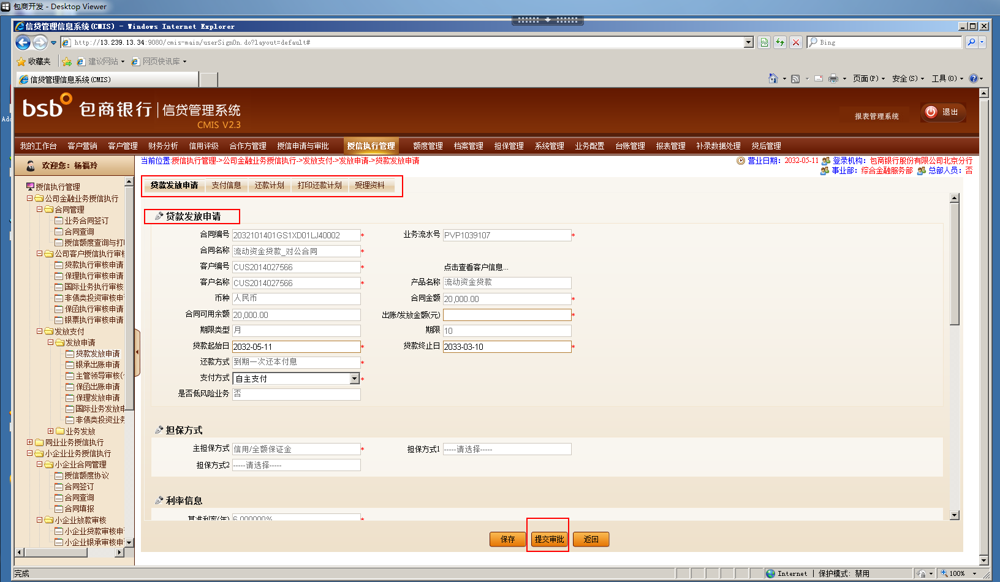 包商开发 - Desktop Viewer
信贷管理信息系统(CMIS) - Windows Internet Explorer
http://13.239.13.34:9080/cmis-main/userSignOn.do?layout=default#
Bing
收藏夹 建议网站 网页快讯库
信贷管理信息系统(CMIS)
页面(P) 安全(S) 工具(O)
bsb 包商银行 信贷管理系统
CMIS V2.3
报表管理系统 退出
我的工作台 客户营销 客户管理 财务分析 信用评级 合作方管理 授信申请与审批 授信执行管理 额度管理 档案管理 担保管理 系统管理 业务配置 台账管理 报表管理 补录数据处理 贷后管理
欢迎您: 杨福玲
当前位置:授信执行管理->公司金融业务授信执行->发放支付->发放申请->贷款发放申请
营业日期: 2032-05-11 登录机构: 包商银行股份有限公司北京分行
事业部: 综合金融服务部 总部人员: 否
授信执行管理
公司金融业务授信执行
合同管理
业务合同签订
合同查询
授信额度查询与打
公司客户授信执行审
贷款执行审核申请
保理执行审核申请
国际业务执行审核
非债类投资审核申
保函执行审核申请
银票执行审核申请
发放支付
发放申请
贷款发放申请
银承出账申请
主管领导审核(
保函出账申请
保理发放申请
国际业务发放申
非债类投资业务
业务发放
同业业务授信执行
小企业业务授信执行
小企业合同管理
授信额度协议
合同签订
合同查询
合同填报
小企业放款审核
小企业贷款审核申
小企业银承审核申
贷款发放申请 支付信息 还款计划 打印还款计划 受理资料
贷款发放申请
合同编号 2032101401GS1XD01LJ40002 * 业务流水号 PVP1039107 *
合同名称 流动资金贷款_对公合同 *
客户编号 CUS2014027566 * 点击查看客户信息...
客户名称 CUS2014027566 * 产品名称 流动资金贷款
币种 人民币 合同金额 20,000.00 *
合同可用余额 20,000.00 出账/发放金额(元) *
期限类型 月 期限 10
贷款起始日 2032-05-11 * 贷款终止日 2033-03-10 *
还款方式 到期一次还本付息 *
支付方式 自主支付 *
是否低风险业务 否
担保方式
主担保方式 信用/全额保证金 * 担保方式1 -----请选择-----
担保方式2 -----请选择-----
利率信息
基准利率(年) 6.000000% *
保存 提交审批 返回
完成
Internet | 保护模式: 禁用
100%